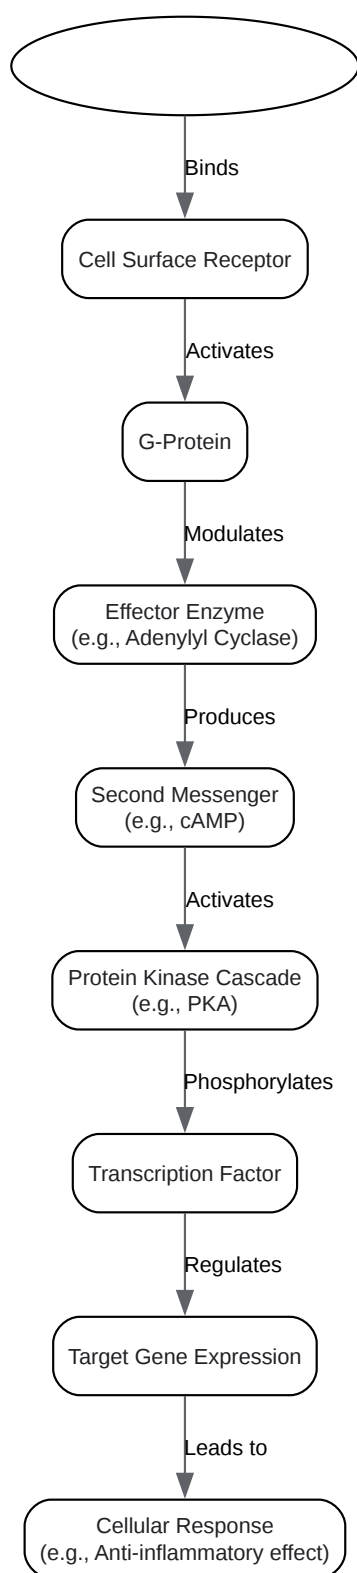 Binds
Cell Surface Receptor
Activates
G-Protein
Modulates
Effector Enzyme
(e.g., Adenylyl Cyclase)
Produces
Second Messenger
(e.g., cAMP)
Activates
Protein Kinase Cascade
(e.g., PKA)
Phosphorylates
Transcription Factor
Regulates
Target Gene Expression
Leads to
Cellular Response
(e.g., Anti-inflammatory effect)